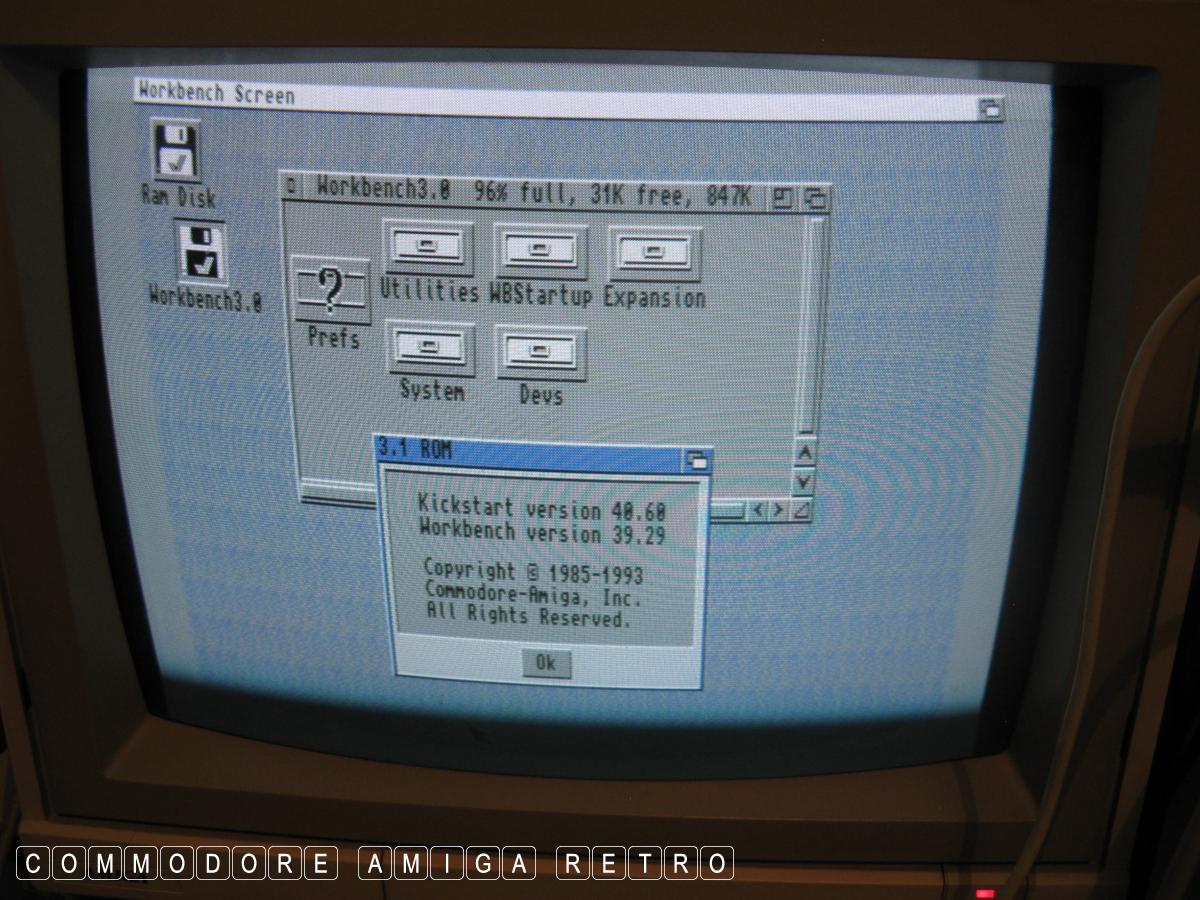 Workbench Screen
Ram Disk
Workbench3.0
Workbench3.0 96% full, 31K free, 847K
Prefs
Utilities
WBStartup
Expansion
System
Devs
3.1 ROM
Kickstart version 40.60
Workbench version 39.29
Copyright © 1985-1993
Commodore-Amiga, Inc.
All Rights Reserved.
Ok
COMMODORE AMIGA RETRO